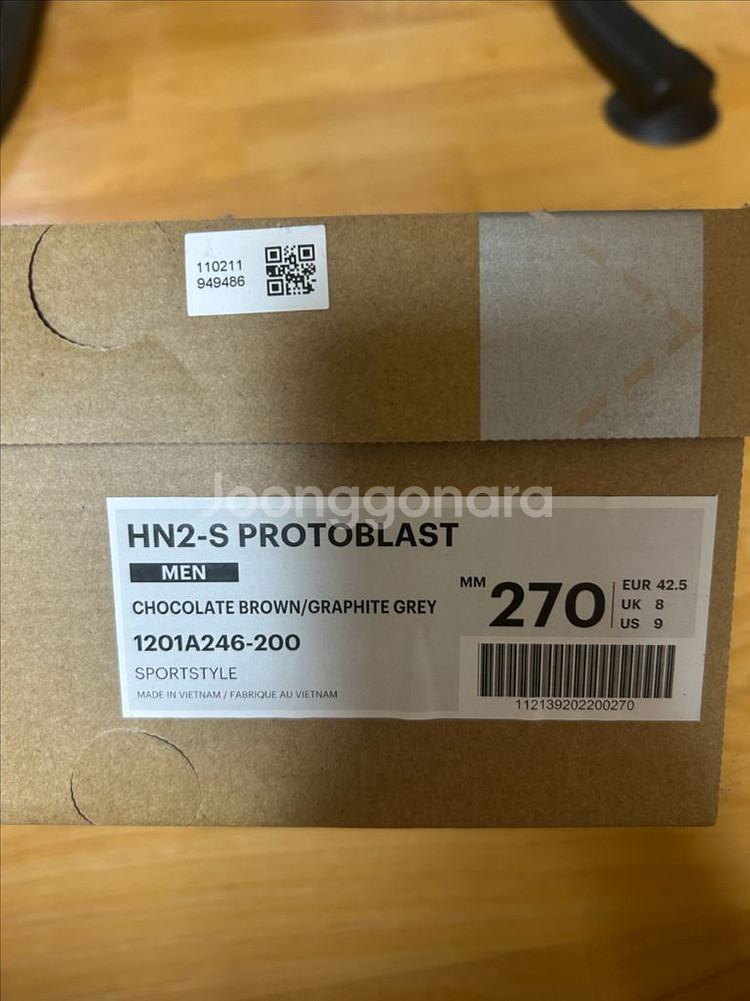 110211
949486
Joonggonara
HN2-S PROTOBLAST
MEN
CHOCOLATE BROWN/GRAPHITE GREY
1201A246-200
SPORTSTYLE
MADE IN VIETNAM / FABRIQUE AU VIETNAM
MM 270
EUR 42.5
UK 8
US 9
112139202200270